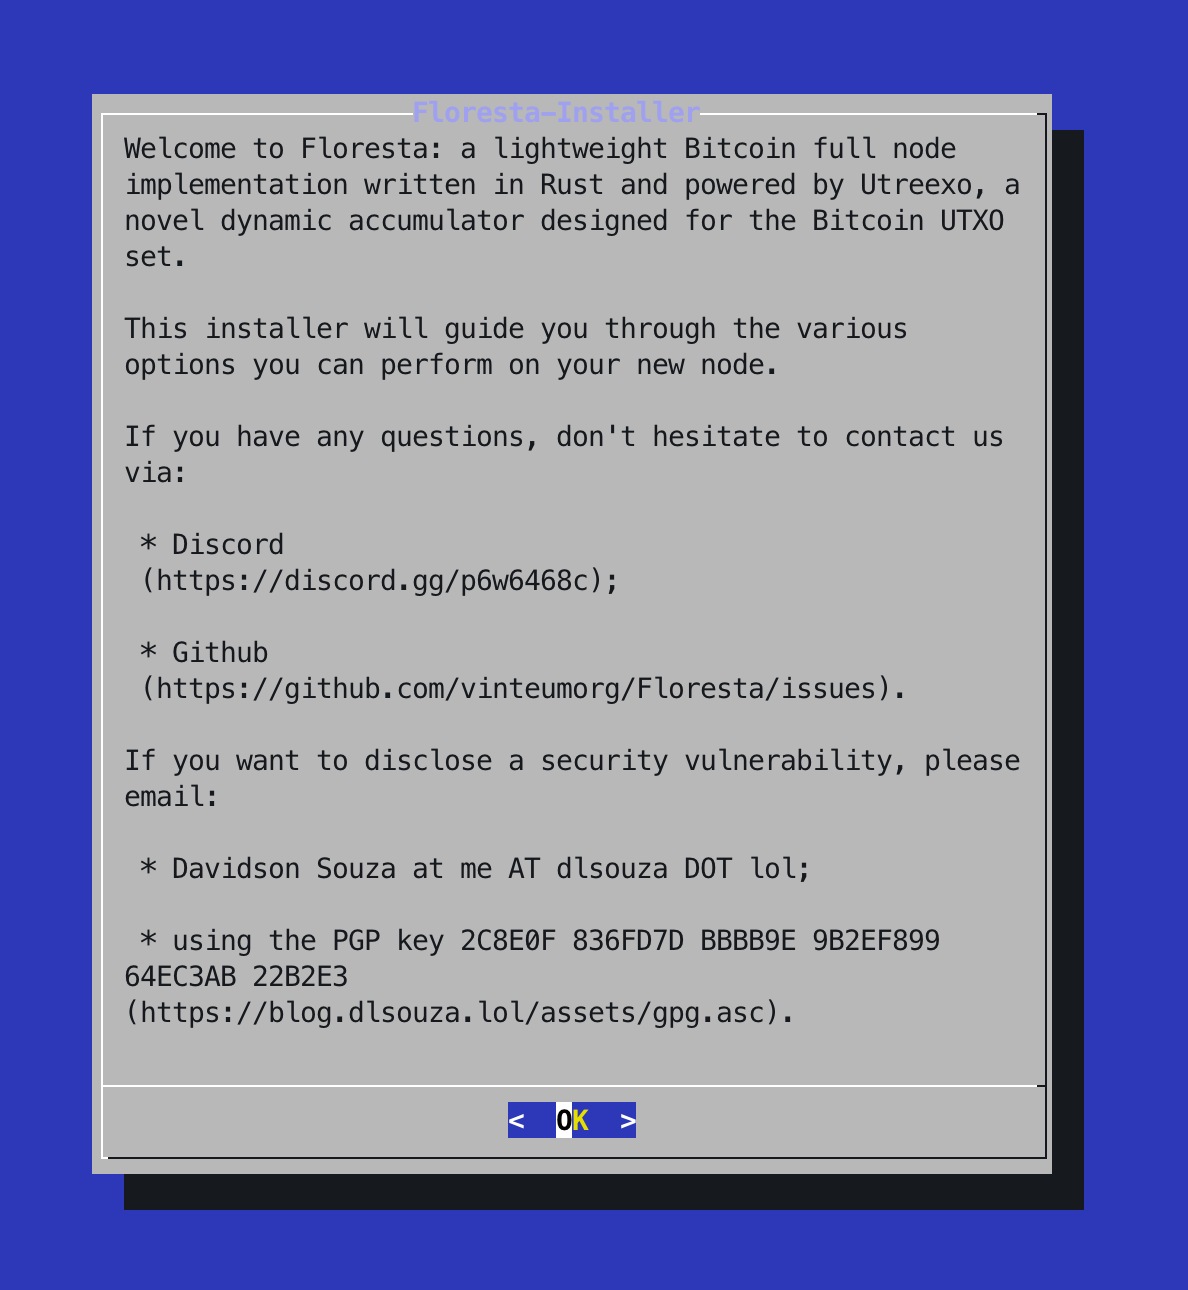 Floresta-Installer
Welcome to Floresta: a lightweight Bitcoin full node
implementation written in Rust and powered by Utreexo, a
novel dynamic accumulator designed for the Bitcoin UTXO
set.
This installer will guide you through the various
options you can perform on your new node.
If you have any questions, don't hesitate to contact us
via:
* Discord
(https://discord.gg/p6w6468c);
* Github
(https://github.com/vinteumorg/Floresta/issues).
If you want to disclose a security vulnerability, please
email:
* Davidson Souza at me AT dlsouza DOT lol;
* using the PGP key 2C8E0F 836FD7D BBBB9E 9B2EF899
64EC3AB 22B2E3
(https://blog.dlsouza.lol/assets/gpg.asc).
<  OK  >